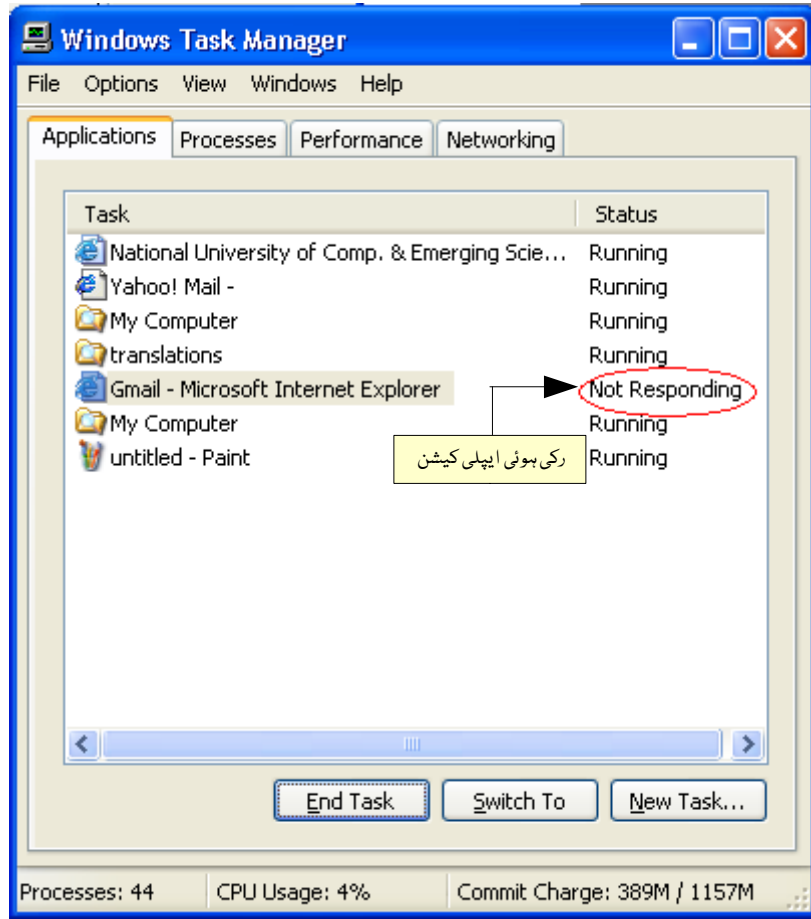 Windows Task Manager
File Options View Windows Help
Applications Processes Performance Networking
Task Status
National University of Comp. & Emerging Scie... Running
Yahoo! Mail - Running
My Computer Running
translations Running
Gmail - Microsoft Internet Explorer Not Responding
My Computer Running
untitled - Paint Running
رکی ہوئی ایپلی کیشن
End Task Switch To New Task...
Processes: 44 CPU Usage: 4% Commit Charge: 389M / 1157M